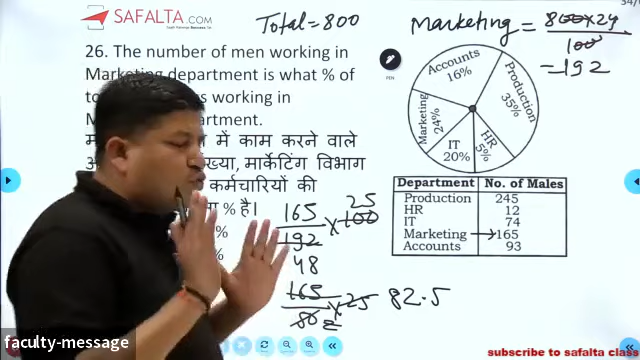 SAFALTA.COM
Total=800
26. The number of men working in
Marketing department is what % of
working in
में काम करने वाले
मार्केटिंग विभाग
कर्मचारियों की
% है।
%
%
165
192
48
× 25
100
165
80
2
×25 82.5
Marketing = 800×24
100
=192
PEN
Accounts
16%
Production
35%
HR
5%
IT
20%
Marketing
24%
Department No. of Males
Production 245
HR 12
IT 74
Marketing →165
Accounts 93
faculty-message
subscribe to safalta class